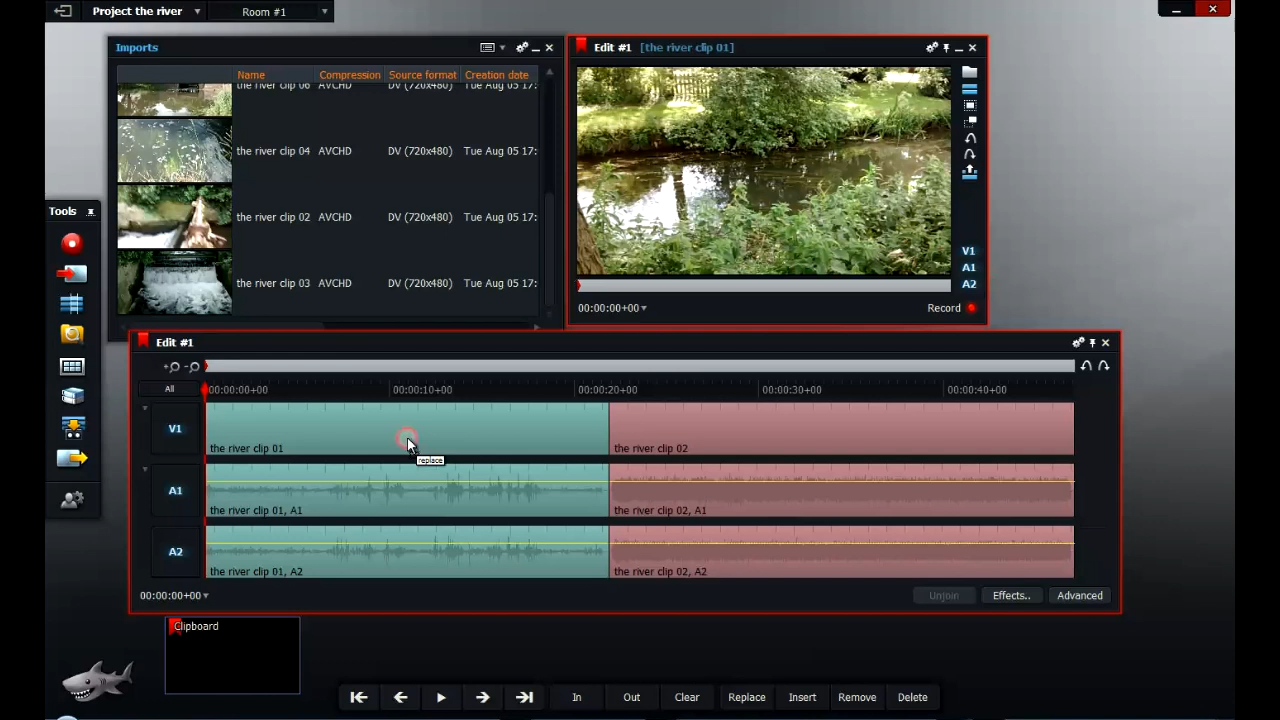 Project the river
Room #1
Imports
Name Compression Source format Creation date
the river clip 06 AVCHD DV (720x480) Tue Aug 05 17:
the river clip 04 AVCHD DV (720x480) Tue Aug 05 17:
the river clip 02 AVCHD DV (720x480) Tue Aug 05 17:
the river clip 03 AVCHD DV (720x480) Tue Aug 05 17:
Edit #1 [the river clip 01]
V1
A1
A2
00:00:00+00
Record
Tools
Edit #1
All
00:00:00+00 00:00:10+00 00:00:20+00 00:00:30+00 00:00:40+00
V1
the river clip 01
the river clip 02
replace
A1
the river clip 01, A1
the river clip 02, A1
A2
the river clip 01, A2
the river clip 02, A2
00:00:00+00
Unjoin
Effects..
Advanced
Clipboard
In
Out
Clear
Replace
Insert
Remove
Delete